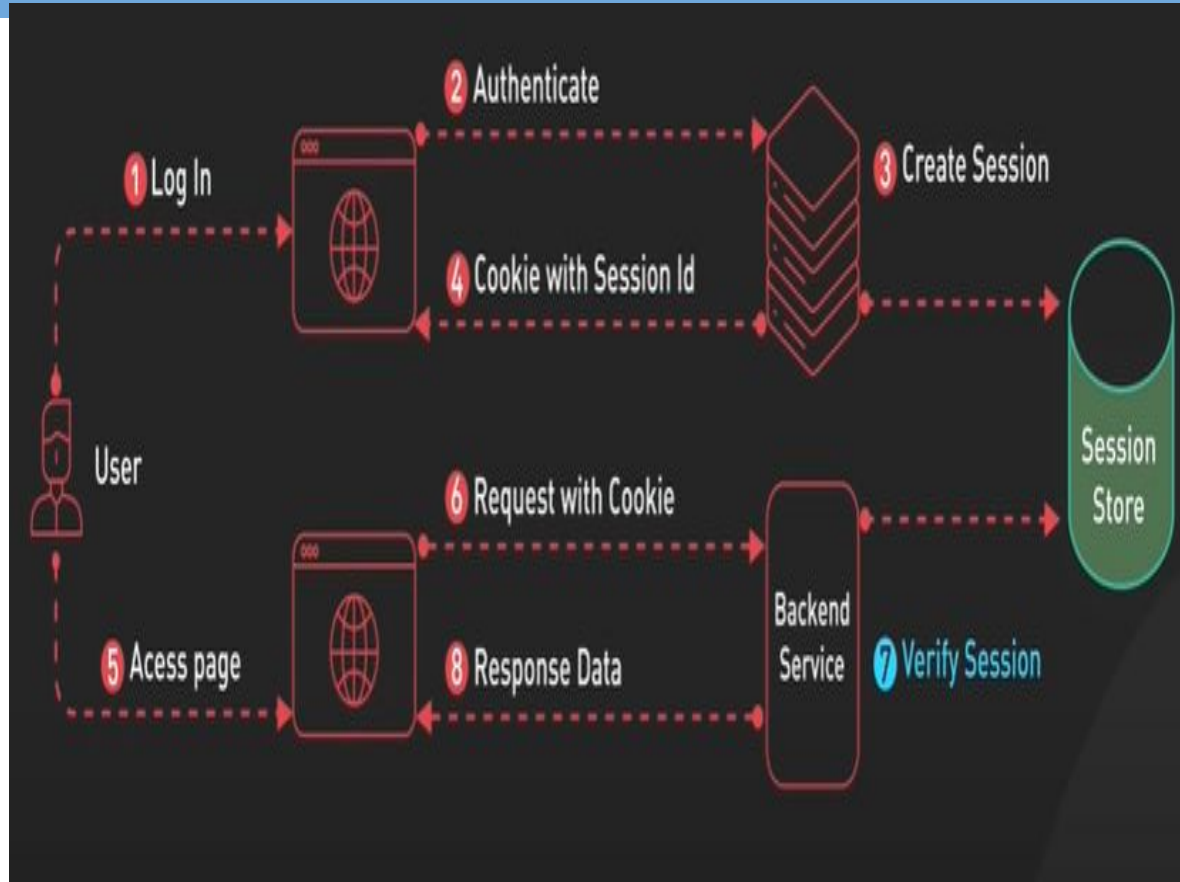 2 Authenticate
1 Log In
3 Create Session
4 Cookie with Session Id
User
Session
Store
6 Request with Cookie
Backend
Service
5 Acess page
8 Response Data
7 Verify Session